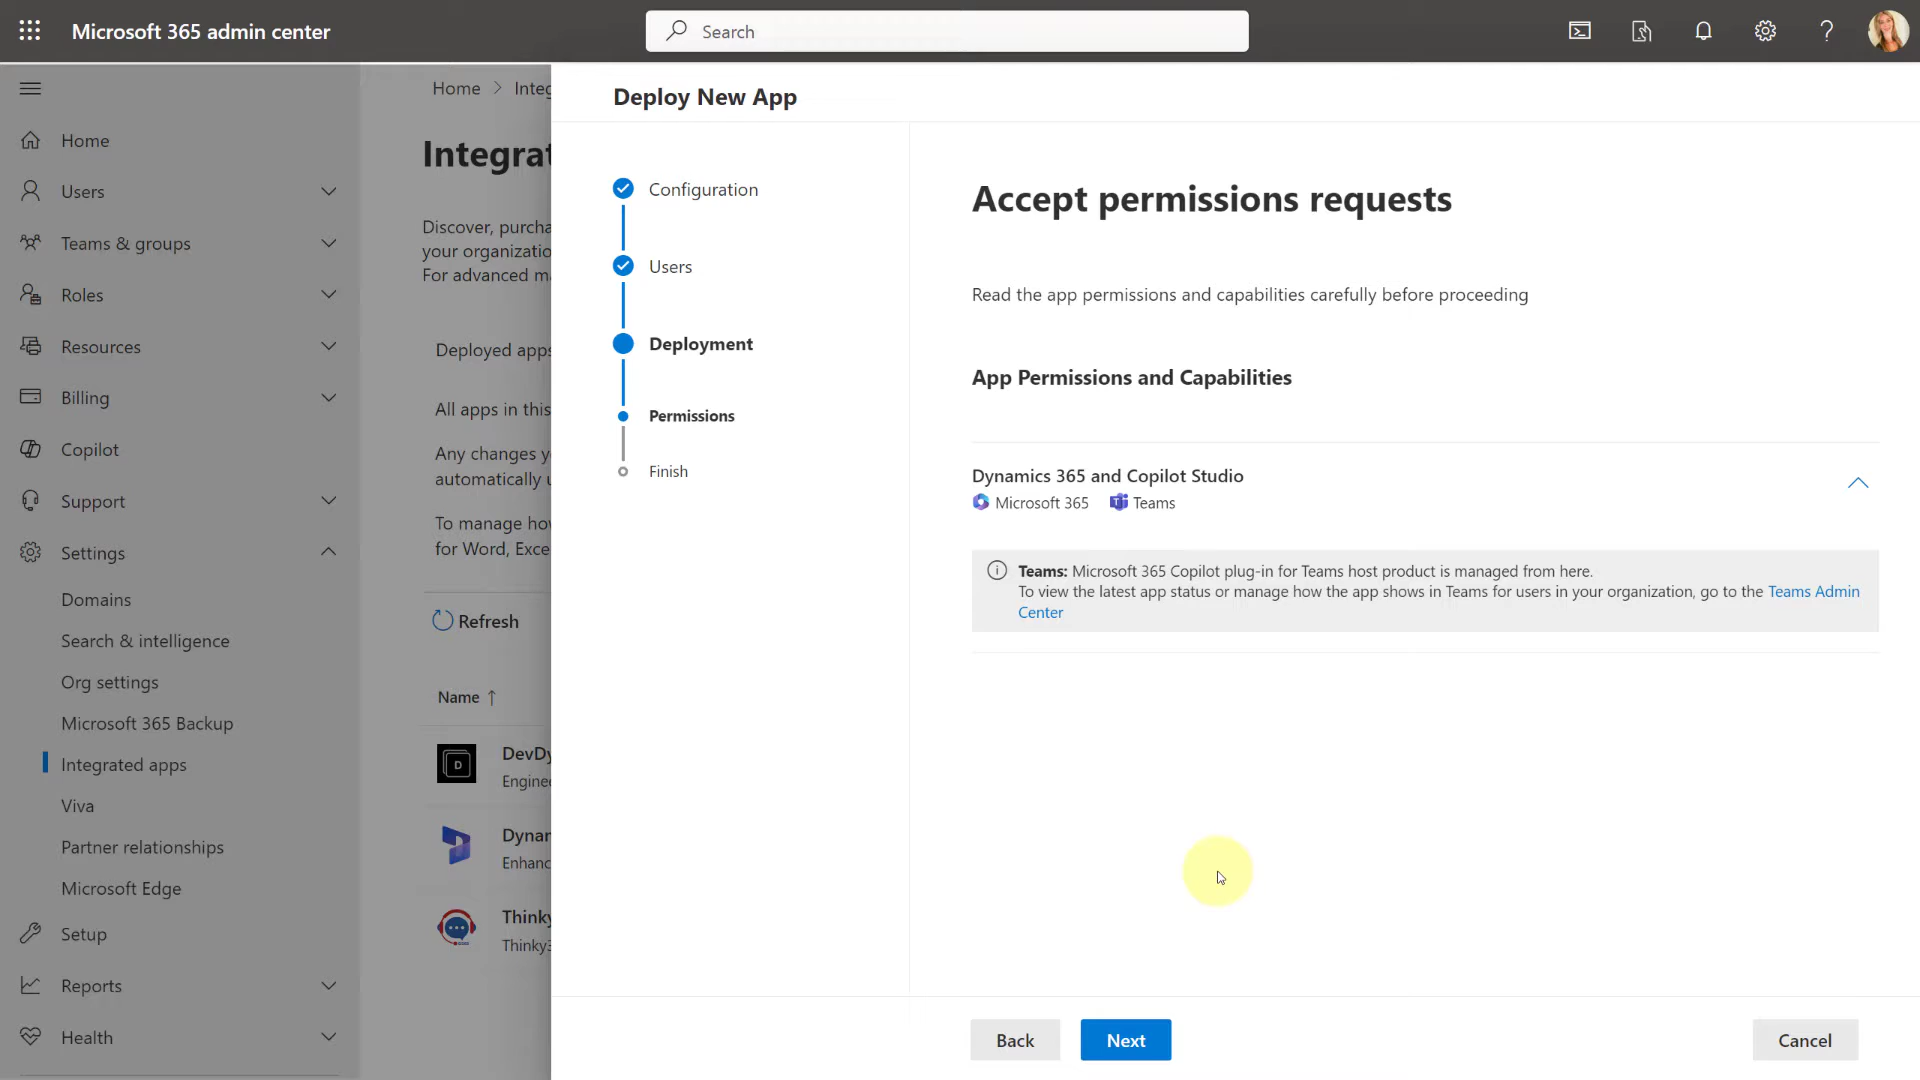 Microsoft 365 admin center
Search
Home
Users
Teams & groups
Roles
Resources
Billing
Copilot
Support
Settings
Domains
Search & intelligence
Org settings
Microsoft 365 Backup
Integrated apps
Viva
Partner relationships
Microsoft Edge
Setup
Reports
Health
Home > Integ
Integrat
Discover, purcha
your organizatio
For advanced m
Deployed apps
All apps in this
Any changes y
automatically u
To manage how
for Word, Exce
Refresh
Name ↑
D
DevDy
Enginee
Dynan
Enhanc
Thinky
Thinky3
Deploy New App
Configuration
Users
Deployment
Permissions
Finish
Accept permissions requests
Read the app permissions and capabilities carefully before proceeding
App Permissions and Capabilities
Dynamics 365 and Copilot Studio
Microsoft 365 Teams
Teams: Microsoft 365 Copilot plug-in for Teams host product is managed from here.
To view the latest app status or manage how the app shows in Teams for users in your organization, go to the Teams Admin
Center
Back
Next
Cancel